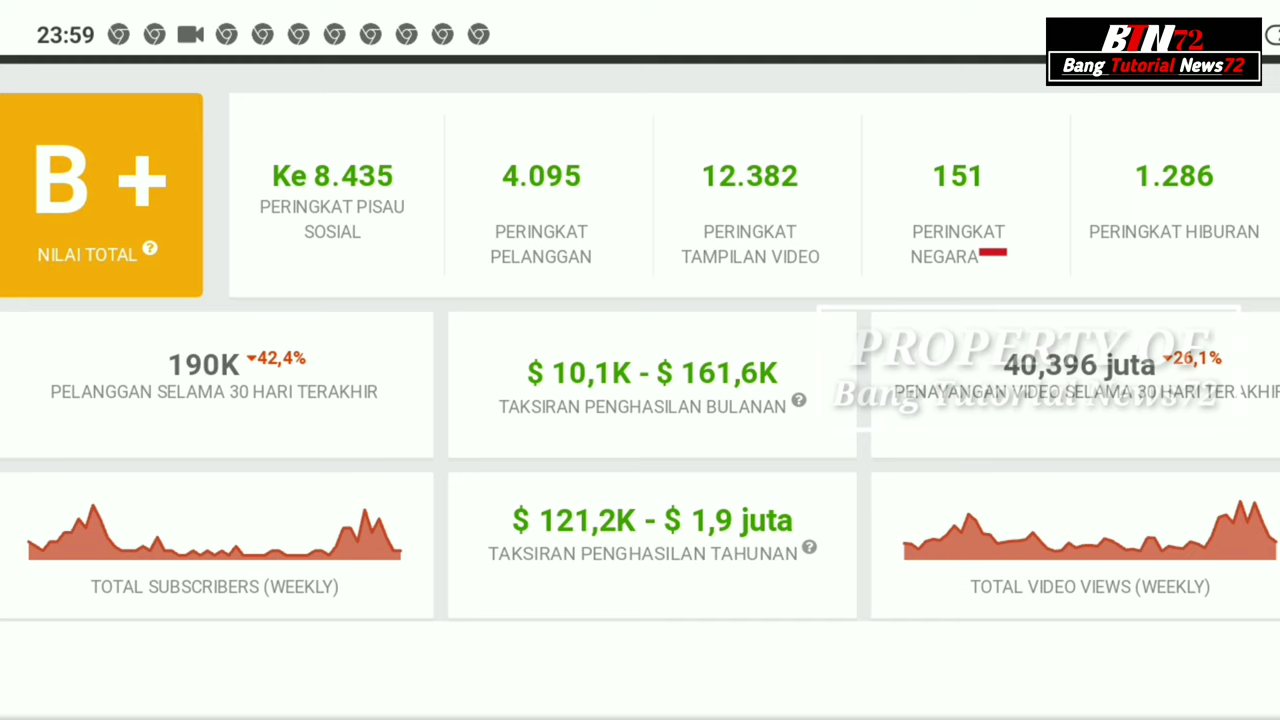 23:59
BTN72
Bang Tutorial News72
B +
NILAI TOTAL ?
Ke 8.435
PERINGKAT PISAU
SOSIAL
4.095
PERINGKAT
PELANGGAN
12.382
PERINGKAT
TAMPILAN VIDEO
151
PERINGKAT
NEGARA
1.286
PERINGKAT HIBURAN
190K 42,4%
PELANGGAN SELAMA 30 HARI TERAKHIR
$ 10,1K - $ 161,6K
TAKSIRAN PENGHASILAN BULANAN ?
PROPERTY OF
Bang Tutorial News72
40,396 juta 26,1%
PENAYANGAN VIDEO SELAMA 30 HARI TERAKHIR
TOTAL SUBSCRIBERS (WEEKLY)
$ 121,2K - $ 1,9 juta
TAKSIRAN PENGHASILAN TAHUNAN ?
TOTAL VIDEO VIEWS (WEEKLY)